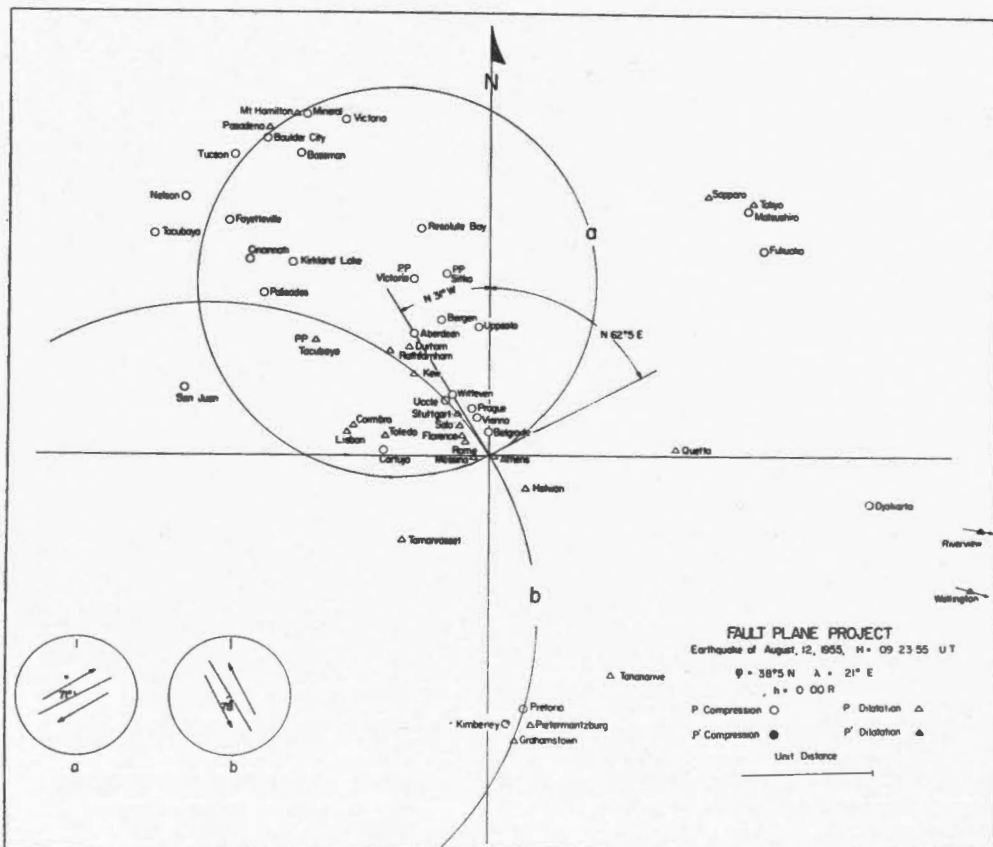 N
Mt Hamilton
Mineral
Victoria
Pasadena
Boulder City
Tucson
Bozeman
Nelson
Sapporo
Tokyo
Matsushiro
Fayetteville
Tacubaya
Resolute Bay
a
Fukuoka
Cincinnati
Kirkland Lake
PP
Victoria
PP
Sitka
Palisades
N 31° W
Bergen
Uppsala
Aberdeen
N 62°5 E
PP
Tacubaya
Durham
Rathfarnham
Kew
San Juan
Witteven
Uccle
Prague
Stuttgart
Vienna
Coimbra
Salo
Belgrade
Lisbon
Toledo
Florence
Rome
Cartuja
Messina
Athens
Quetta
Helwan
Djakarta
Tamanrasset
Riverview
b
Wellington
FAULT PLANE PROJECT
Earthquake of August, 12, 1955, H= 09 23 55 U T
φ = 38°5 N λ = 21° E
h = 0 00 R
P Compression
P Dilatation
P' Compression
P' Dilatation
Unit Distance
Tananarive
71°
a
b
Pretoria
Kimberley
Pietermaritzburg
Grahamstown